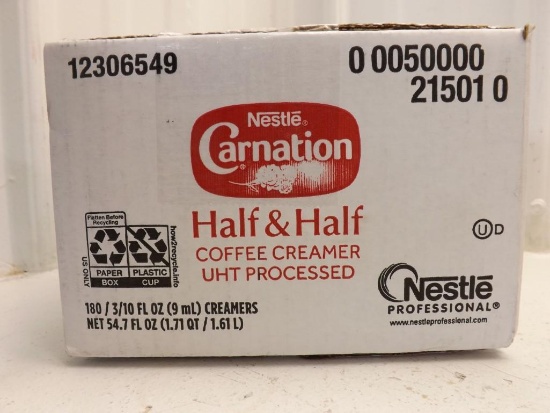 12306549
0 0050000
21501 0
Nestlé®
Carnation®
Half & Half
COFFEE CREAMER
UHT PROCESSED
U D
Flatten Before
Recycling
US ONLY
PAPER
BOX
PLASTIC
CUP
how2recycle.info
180 / 3/10 FL OZ (9 mL) CREAMERS
NET 54.7 FL OZ (1.71 QT / 1.61 L)
Nestlē
PROFESSIONAL®
www.nestleprofessional.com